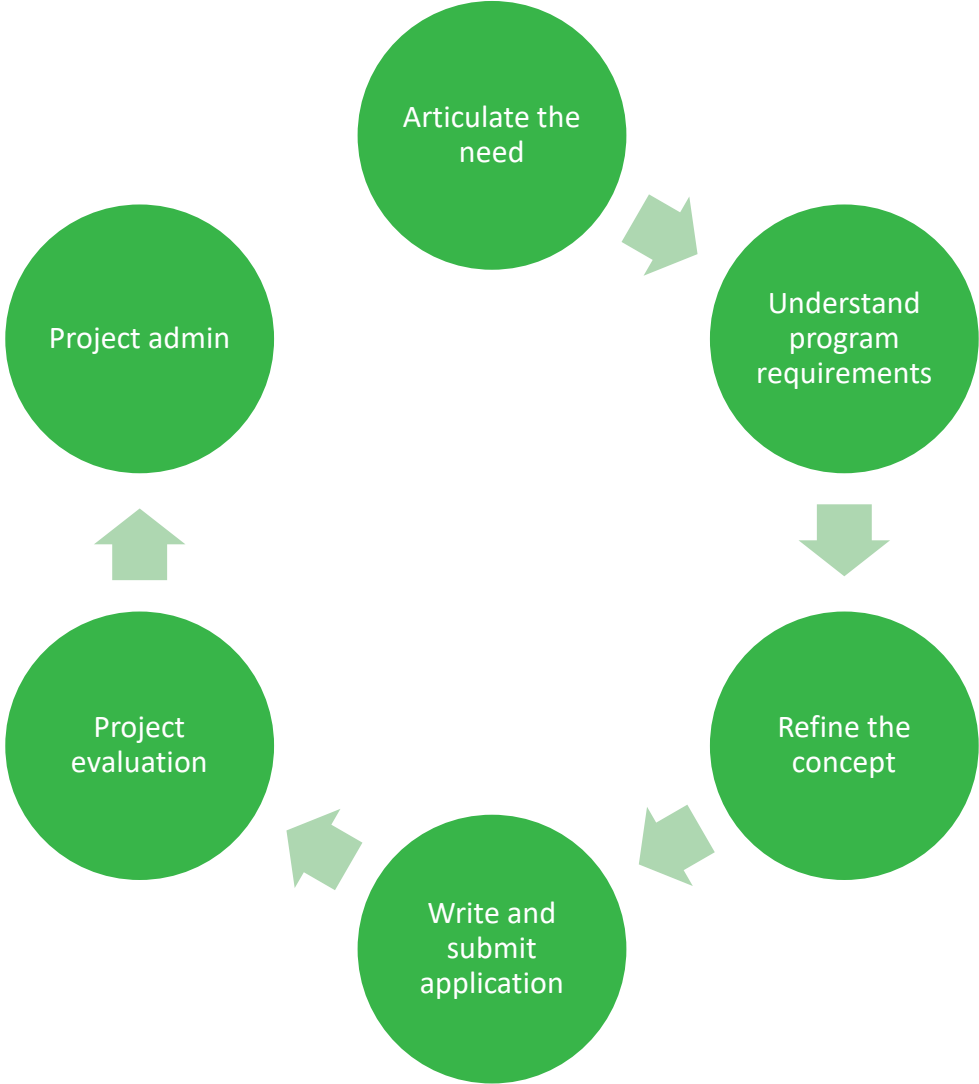 Articulate the
need
Understand
program
requirements
Refine the
concept
Write and
submit
application
Project
evaluation
Project admin